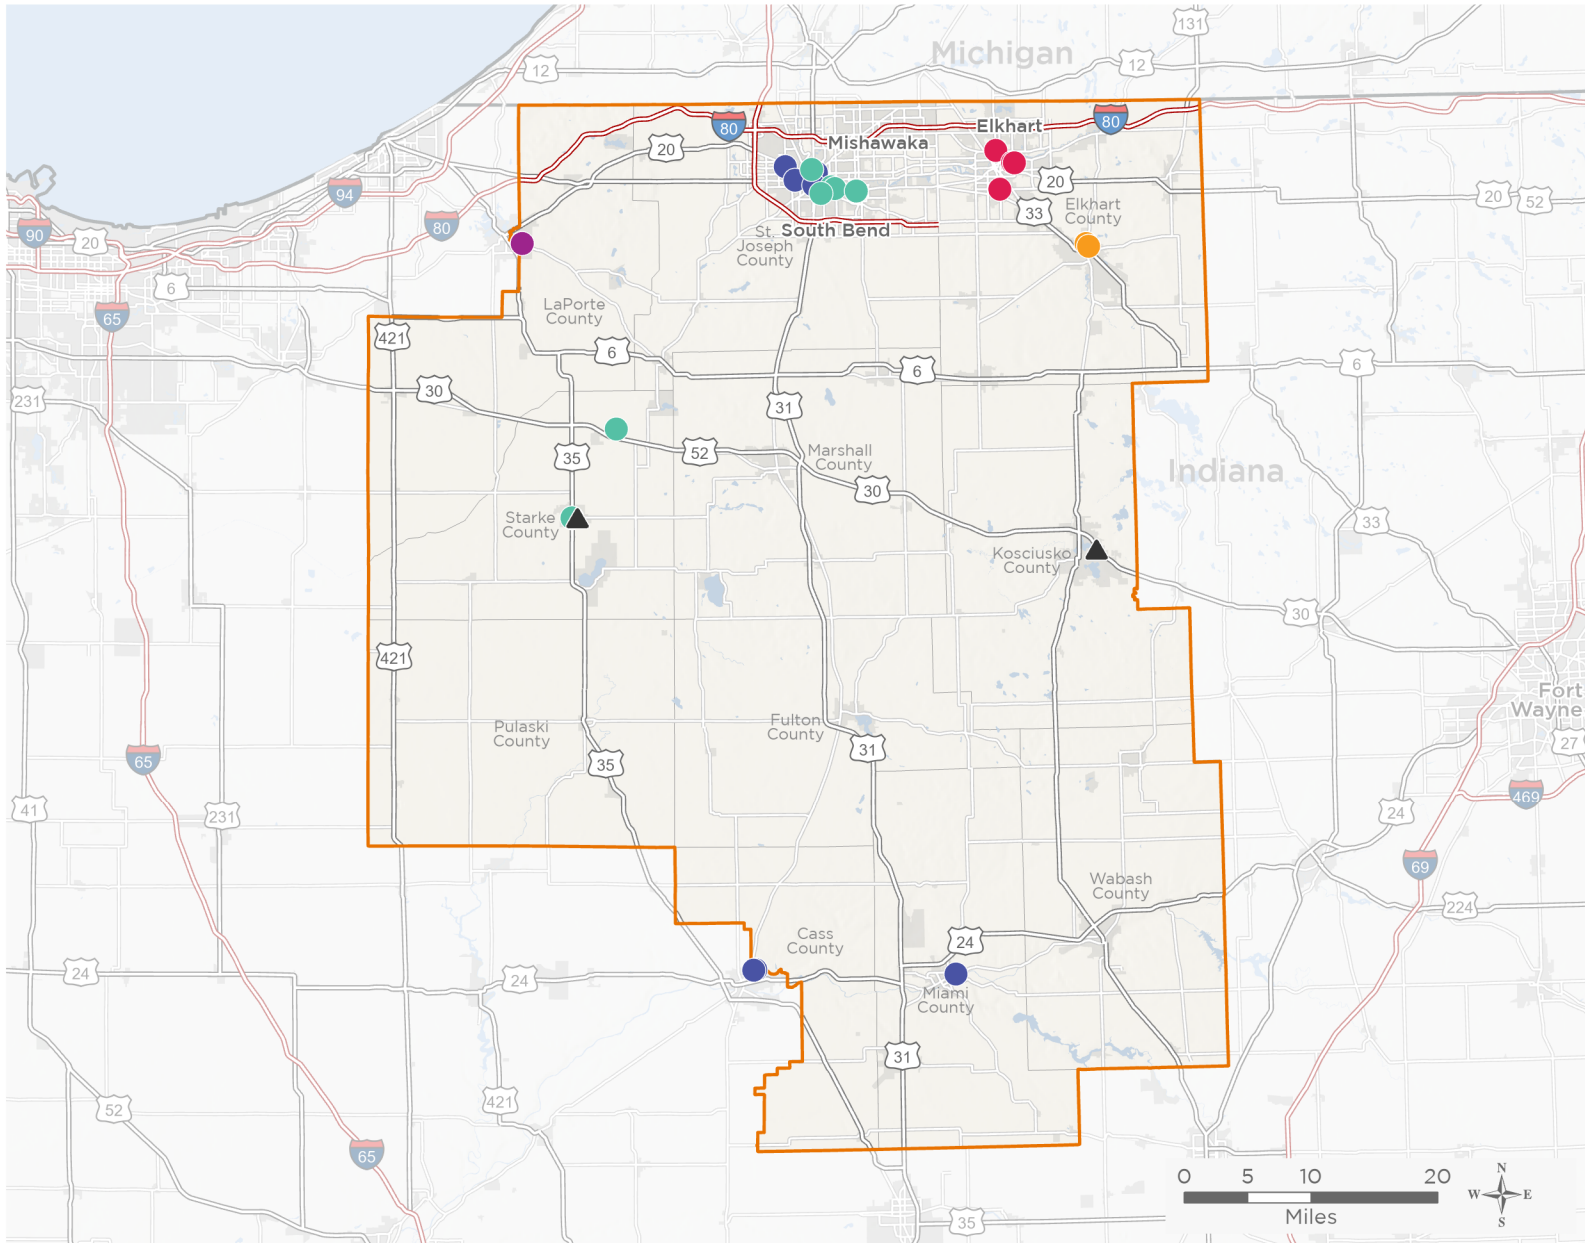 Michigan
131
12
12
Elkhart
80
80
Mishawaka
20
94
20
20
52
Elkhart
County
33
80
90
20
South Bend
St.
Joseph
County
6
65
LaPorte
County
421
6
6
6
30
231
31
52
35
Marshall
County
Indiana
30
33
Starke
County
Kosciusko
County
30
421
Fort
Wayne
Pulaski
County
Fulton
County
31
27
35
65
469
41
231
24
69
Wabash
County
224
Cass
County
24
24
24
Miami
County
31
421
52
65
35
0
5
10
20
Miles
N
W
E
S